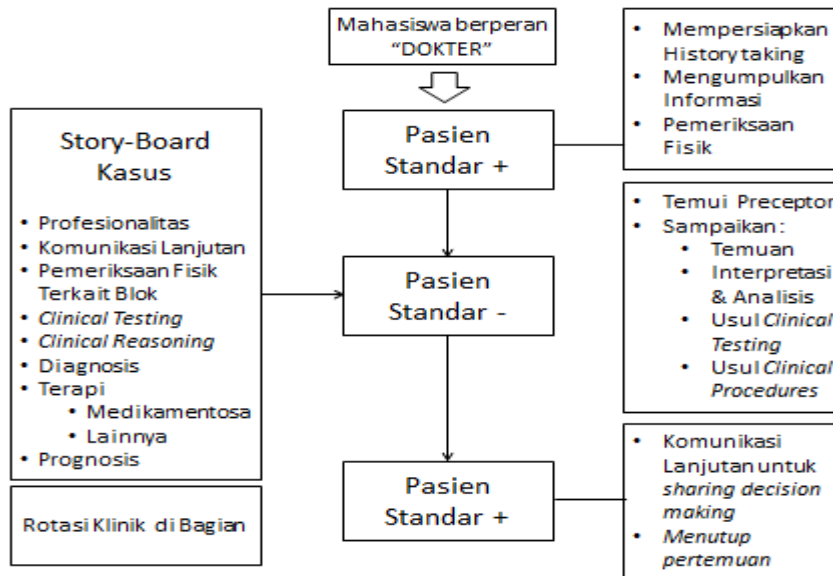 Mahasiswa berperan
“DOKTER”
Pasien
Standar +
• Mempersiapkan
History taking
• Mengumpulkan
Informasi
• Pemeriksaan
Fisik
Story-Board
Kasus
• Profesionalitas
• Komunikasi Lanjutan
• Pemeriksaan Fisik
Terkait Blok
• Clinical Testing
• Clinical Reasoning
• Diagnosis
• Terapi
• Medikamentosa
• Lainnya
• Prognosis
Pasien
Standar -
• Temui Preceptor
• Sampaikan:
• Temuan
• Interpretasi
& Analisis
• Usul Clinical
Testing
• Usul Clinical
Procedures
Rotasi Klinik di Bagian
Pasien
Standar +
• Komunikasi
Lanjutan untuk
sharing decision
making
• Menutup
pertemuan